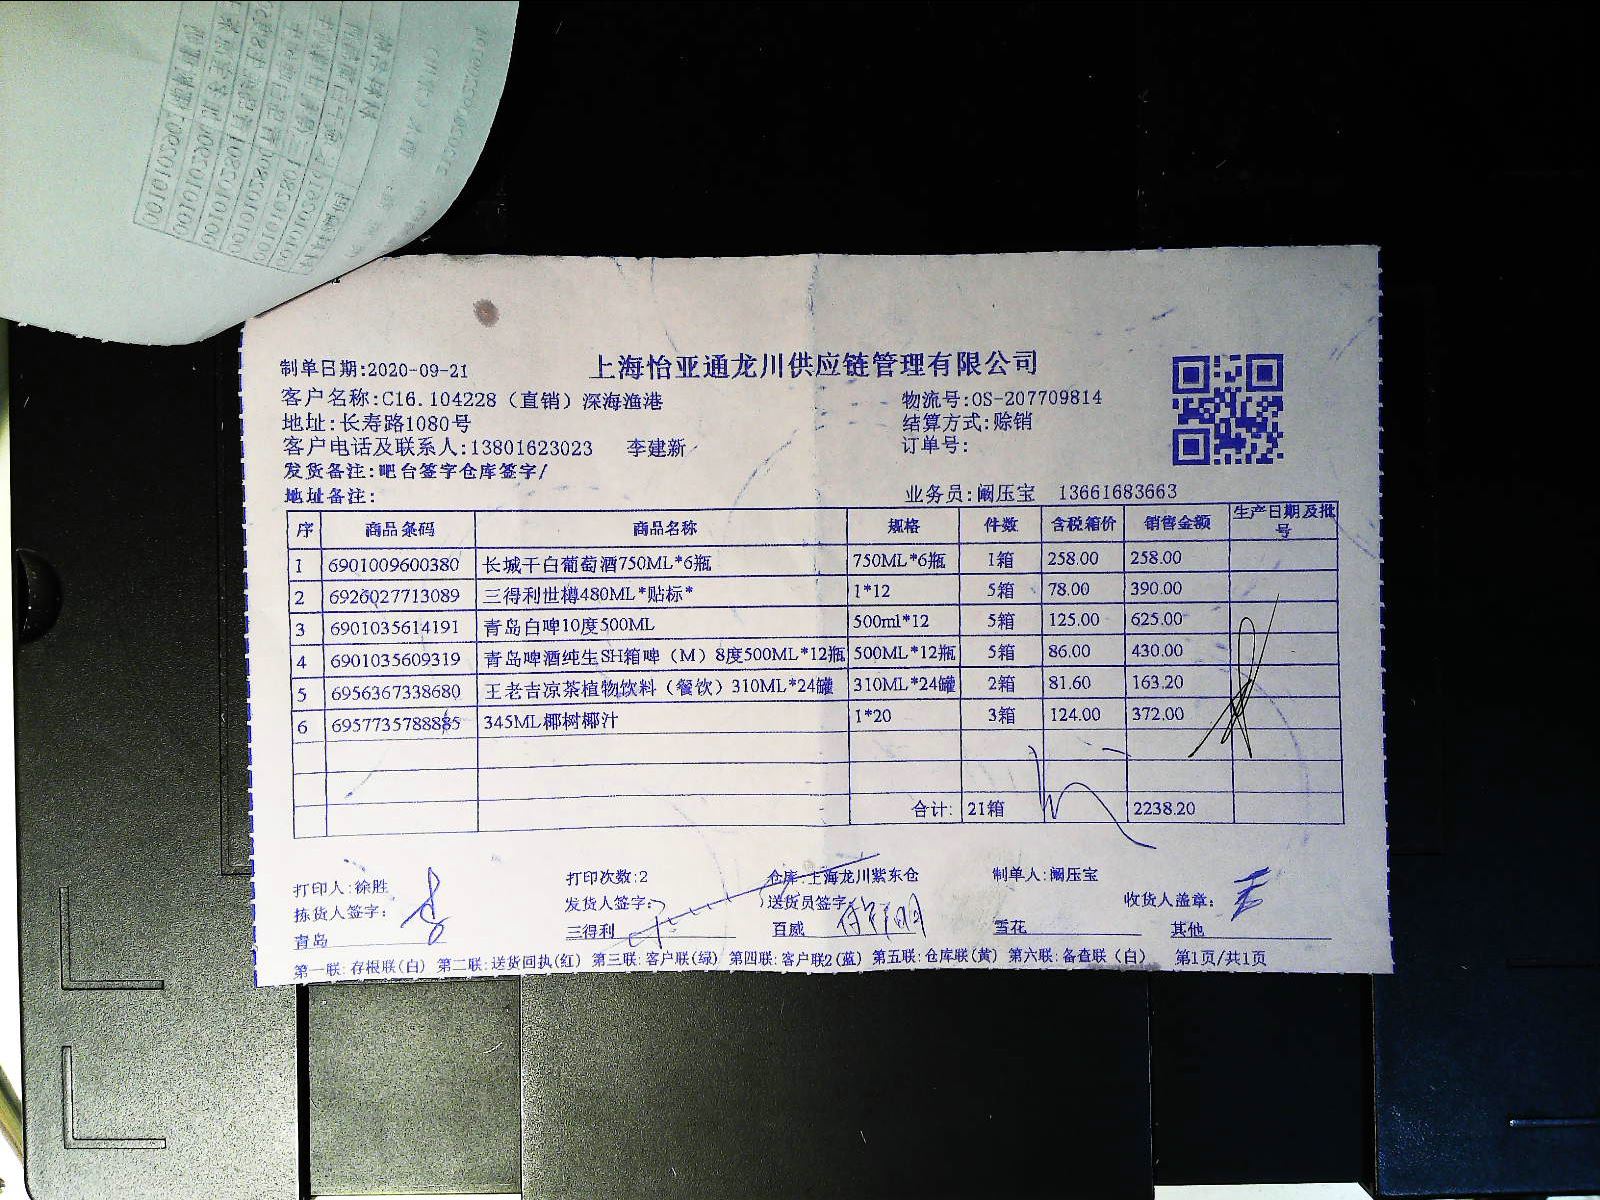 上海怡亚通龙川供应链管理有限公司
制单日期:2020-09-21
客户名称:C16.104228（直销）深海渔港 物流号:OS-207709814
地址:长寿路1080号 结算方式:赊销
客户电话及联系人:13801623023 李建新 订单号:
发货备注:吧台签字仓库签字/
地址备注: 业务员:阚压宝 13661683663
序 商品条码 商品名称 规格 件数 含税箱价 销售金额 生产日期及批号
1 6901009600380 长城干白葡萄酒750ML*6瓶 750ML*6瓶 1箱 258.00 258.00
2 6926027713089 三得利世樽480ML*贴标* 1*12 5箱 78.00 390.00
3 6901035614191 青岛白啤10度500ML 500ml*12 5箱 125.00 625.00
4 6901035609319 青岛啤酒纯生SH箱啤（M）8度500ML*12瓶 500ML*12瓶 5箱 86.00 430.00
5 6956367338680 王老吉凉茶植物饮料（餐饮）310ML*24罐 310ML*24罐 2箱 81.60 163.20
6 6957735788885 345ML椰树椰汁 1*20 3箱 124.00 372.00
合计: 21箱 2238.20
打印人:徐胜 打印次数:2 仓库:上海龙川紫东仓 制单人:阚压宝
拣货人签字: 发货人签字: 送货员签字: 收货人盖章:
青岛 三得利 百威 雪花 其他
第一联:存根联(白) 第二联:送货回执(红) 第三联:客户联(绿) 第四联:客户联2(蓝) 第五联:仓库联(黄) 第六联:备查联（白） 第1页/共1页